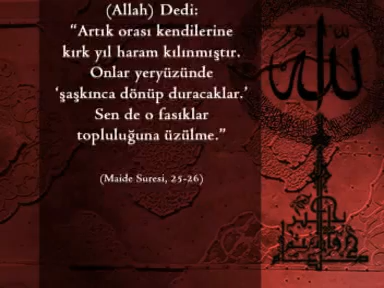 (Allah) Dedi:
“Artık orası kendilerine
kırk yıl haram kılınmıştır.
Onlar yeryüzünde
‘şaşkınca dönüp duracaklar.’
Sen de o fasıklar
topluluğuna üzülme.”
(Maide Suresi, 25-26)
الله